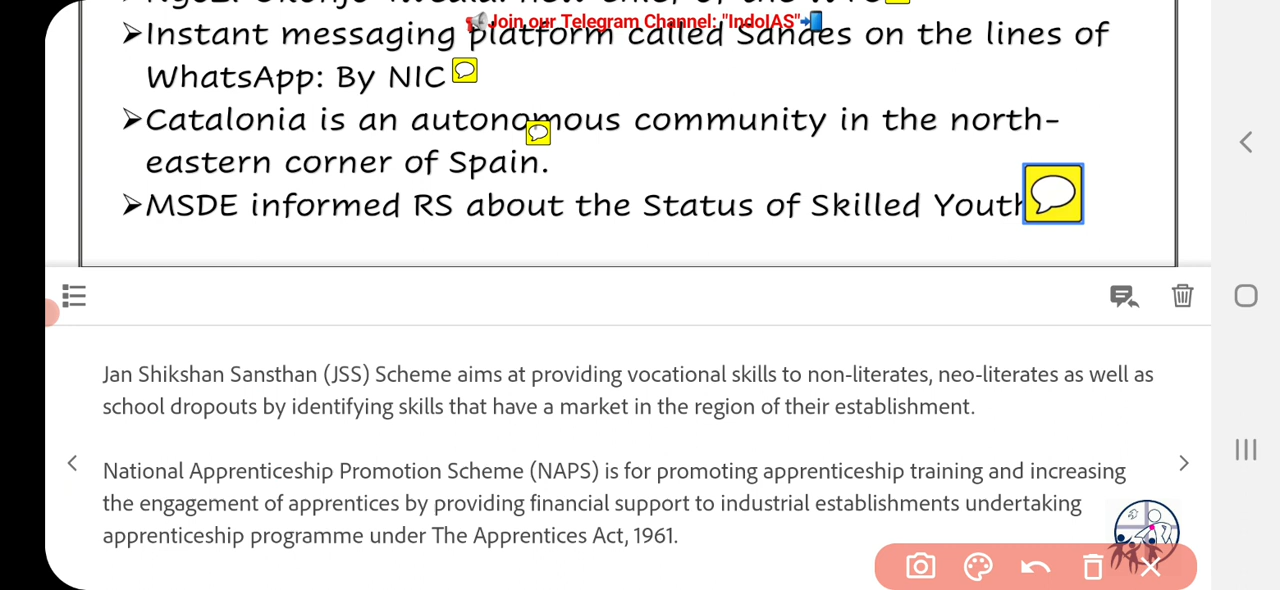 Join our Telegram Channel: "IndoIAS"
➢Instant messaging platform called Sandes on the lines of
WhatsApp: By NIC
➢Catalonia is an autonomous community in the north-
eastern corner of Spain.
➢MSDE informed RS about the Status of Skilled Youth
Jan Shikshan Sansthan (JSS) Scheme aims at providing vocational skills to non-literates, neo-literates as well as
school dropouts by identifying skills that have a market in the region of their establishment.
National Apprenticeship Promotion Scheme (NAPS) is for promoting apprenticeship training and increasing
the engagement of apprentices by providing financial support to industrial establishments undertaking
apprenticeship programme under The Apprentices Act, 1961.